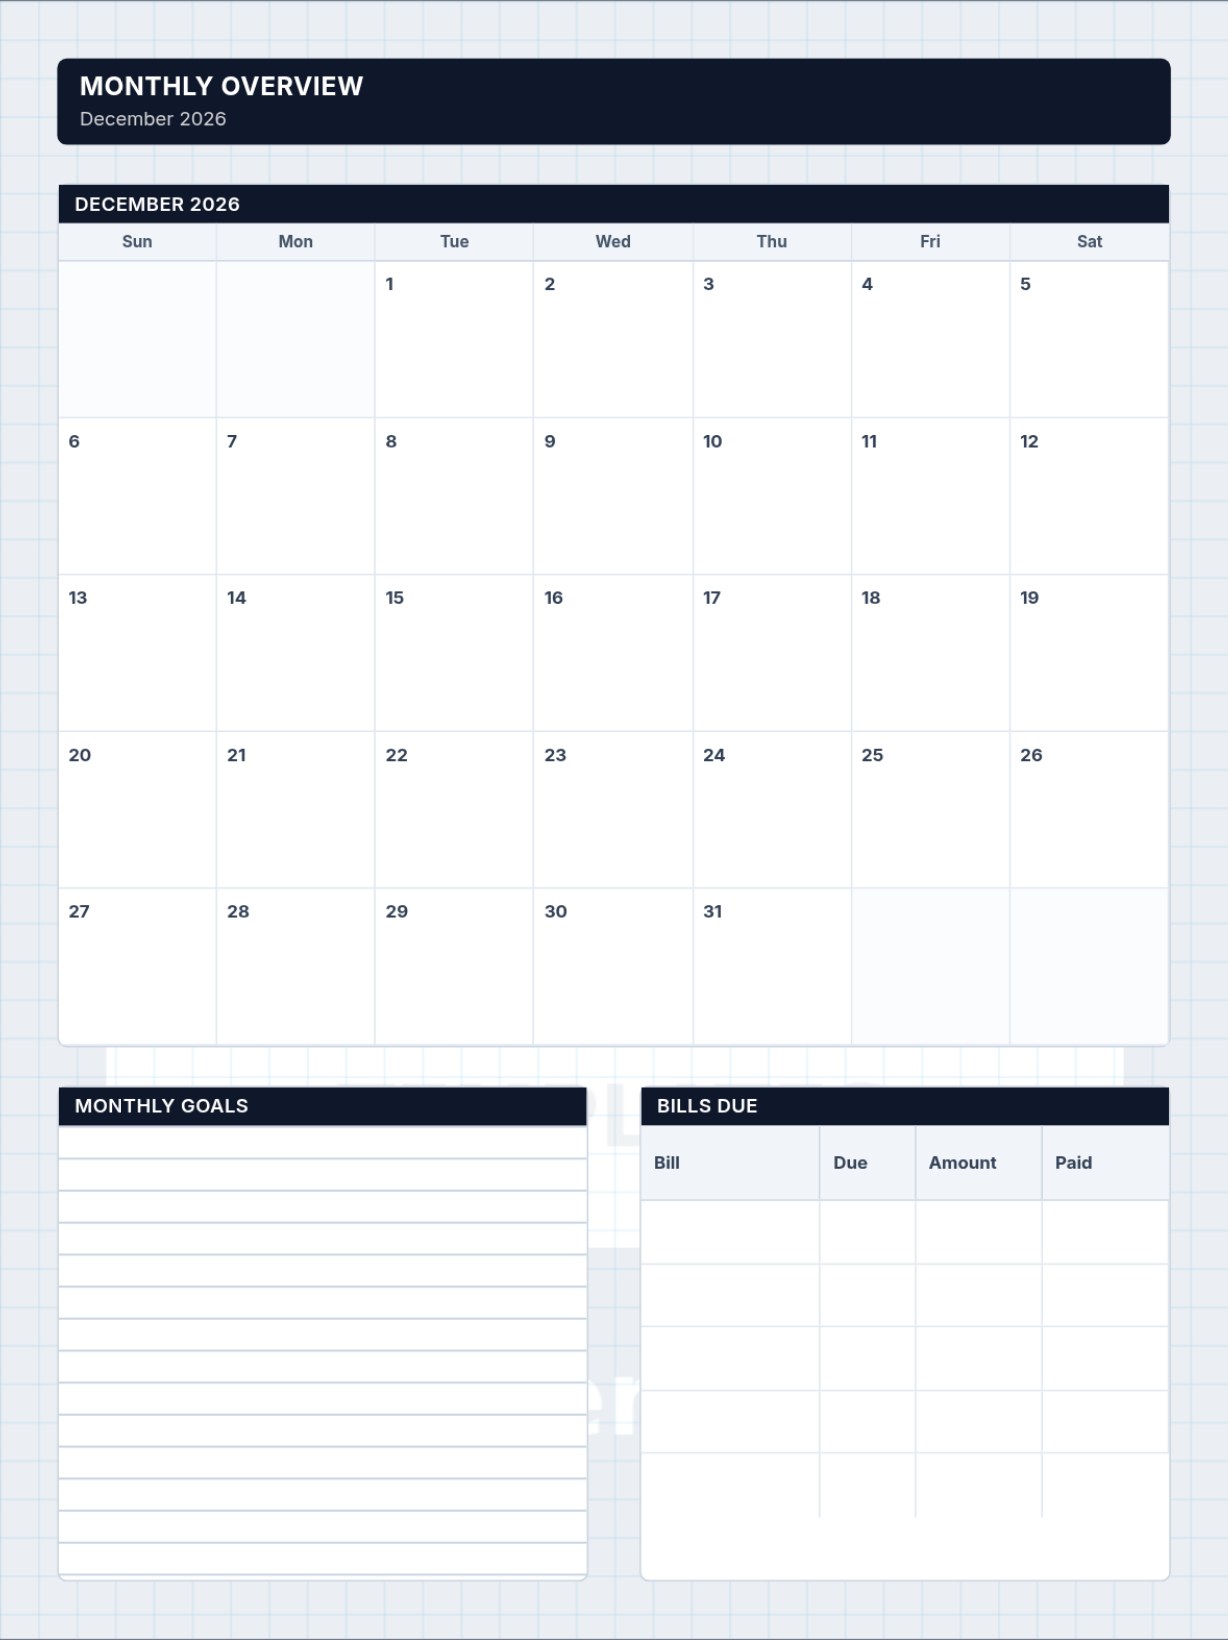 MONTHLY OVERVIEW
December 2026
DECEMBER 2026
Sun Mon Tue Wed Thu Fri Sat
1 2 3 4 5
6 7 8 9 10 11 12
13 14 15 16 17 18 19
20 21 22 23 24 25 26
27 28 29 30 31
MONTHLY GOALS
BILLS DUE
Bill Due Amount Paid